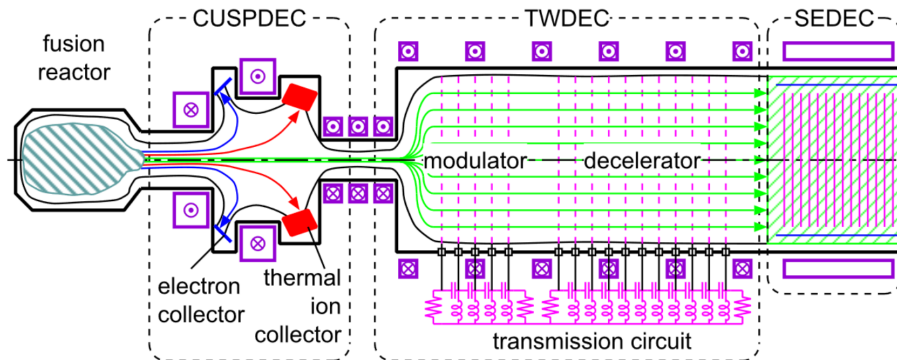 CUSPDEC
TWDEC
SEDEC
fusion
reactor
modulator
decelerator
electron
collector
thermal
ion
collector
transmission circuit